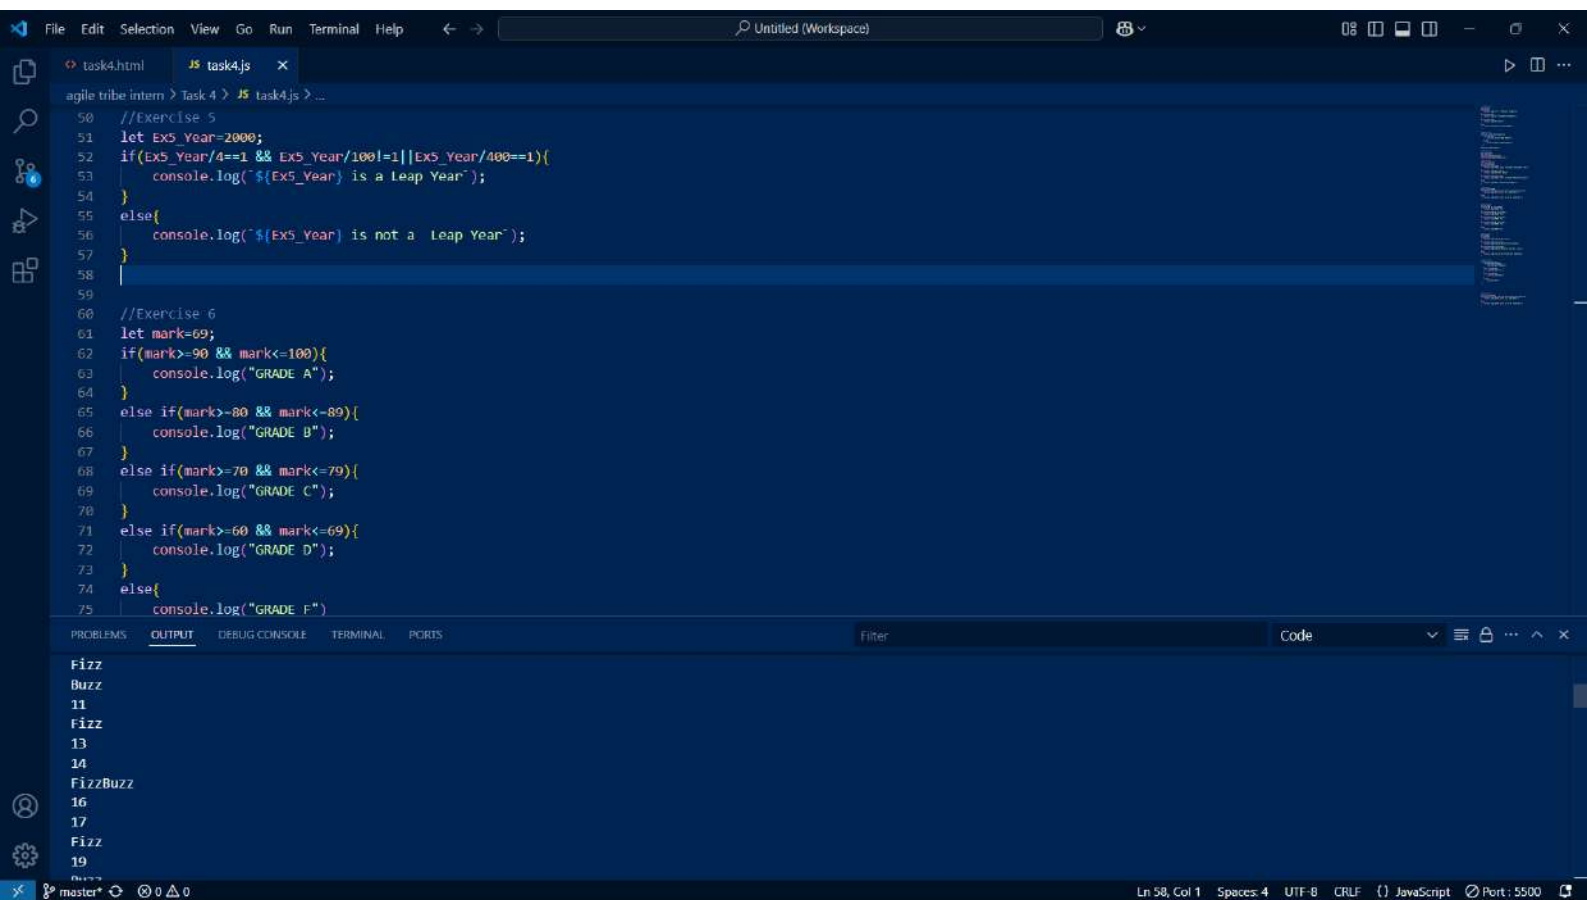 File Edit Selection View Go Run Terminal Help
Untitled (Workspace)
task4.html JS task4.js
agile tribe intern > Task 4 > JS task4.js > ...
50 //Exercise 5
51 let Ex5_Year=2000;
52 if(Ex5_Year/4==1 && Ex5_Year/100!=1||Ex5_Year/400==1){
53 console.log(`${Ex5_Year} is a Leap Year`);
54 }
55 else{
56 console.log(`${Ex5_Year} is not a  Leap Year`);
57 }
58
59
60 //Exercise 6
61 let mark=69;
62 if(mark>=90 && mark<=100){
63 console.log("GRADE A");
64 }
65 else if(mark>=80 && mark<=89){
66 console.log("GRADE B");
67 }
68 else if(mark>=70 && mark<=79){
69 console.log("GRADE C");
70 }
71 else if(mark>=60 && mark<=69){
72 console.log("GRADE D");
73 }
74 else{
75 console.log("GRADE F")
PROBLEMS OUTPUT DEBUG CONSOLE TERMINAL PORTS Filter Code
Fizz
Buzz
11
Fizz
13
14
FizzBuzz
16
17
Fizz
19
Buzz
6
master* 0 0 Ln 58, Col 1 Spaces: 4 UTF-8 CRLF {} JavaScript Port : 5500